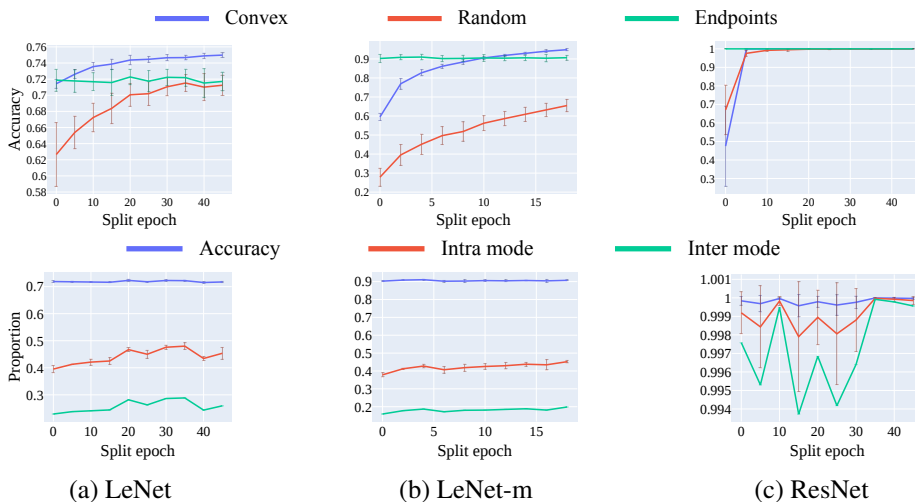 Convex Random Endpoints
0.76
0.74
0.72
0.7
0.68
0.66
0.64
0.62
0.6
0.58
Accuracy
0 10 20 30 40
Split epoch
0.9
0.8
0.7
0.6
0.5
0.4
0.3
0.2
0 5 10 15
Split epoch
1
0.9
0.8
0.7
0.6
0.5
0.4
0.3
0 10 20 30 40
Split epoch
Accuracy Intra mode Inter mode
0.7
0.6
0.5
0.4
0.3
Proportion
0 10 20 30 40
Split epoch
0.9
0.8
0.7
0.6
0.5
0.4
0.3
0.2
0 5 10 15
Split epoch
1.001
1
0.999
0.998
0.997
0.996
0.995
0.994
0 10 20 30 40
Split epoch
(a) LeNet (b) LeNet-m (c) ResNet